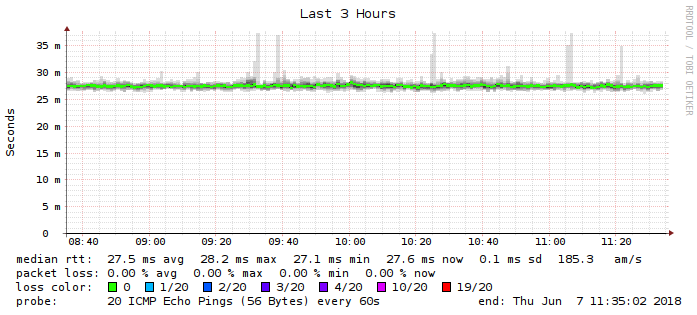 Last 3 Hours
RRDTOOL / TOBI OETIKER
Seconds
35 m
30 m
25 m
20 m
15 m
10 m
5 m
0
08:40 09:00 09:20 09:40 10:00 10:20 10:40 11:00 11:20
median rtt: 27.5 ms avg 28.2 ms max 27.1 ms min 27.6 ms now 0.1 ms sd 185.3 am/s
packet loss: 0.00 % avg 0.00 % max 0.00 % min 0.00 % now
loss color: 0 1/20 2/20 3/20 4/20 10/20 19/20
probe: 20 ICMP Echo Pings (56 Bytes) every 60s end: Thu Jun 7 11:35:02 2018